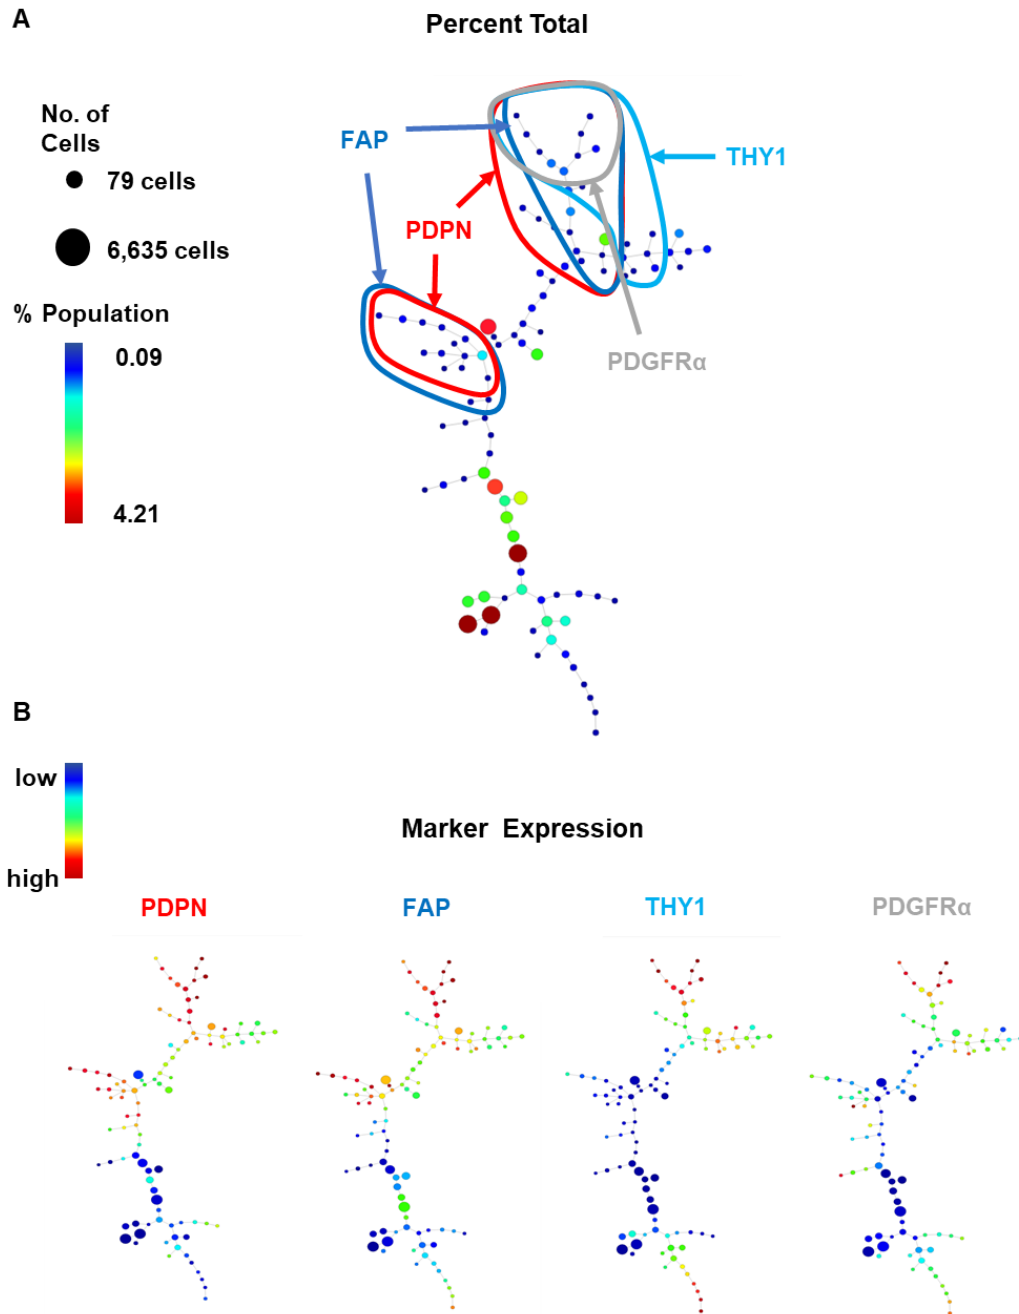 A
Percent Total
No. of
Cells
79 cells
6,635 cells
% Population
0.09
4.21
FAP
THY1
PDPN
PDGFRα
B
low
high
Marker Expression
PDPN
FAP
THY1
PDGFRα